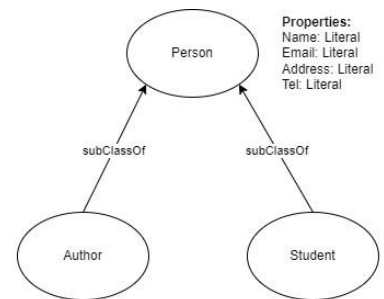 Properties:
Name: Literal
Email: Literal
Address: Literal
Tel: Literal
Person
subClassOf
subClassOf
Author
Student